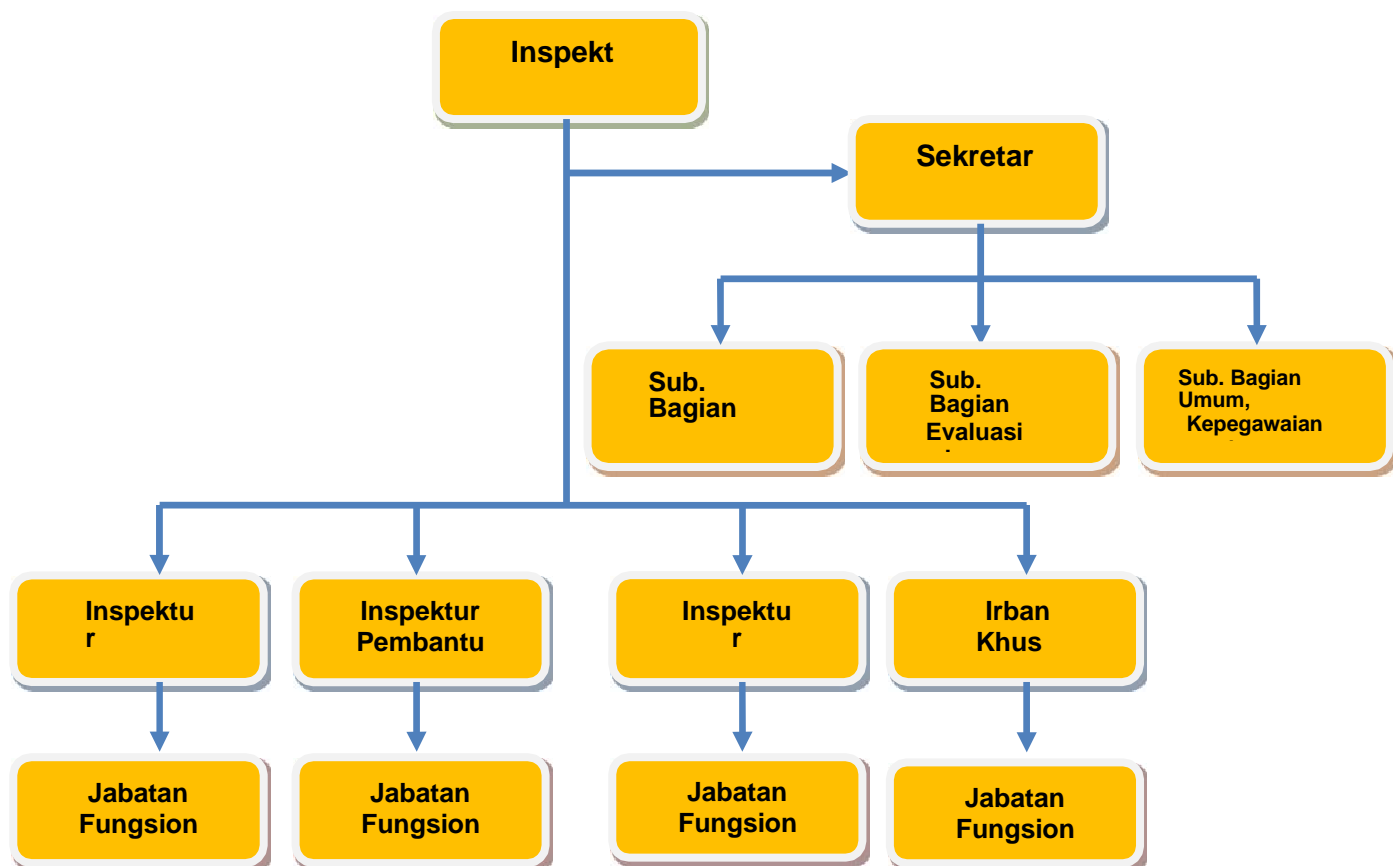 Inspekt
Sekretar
Sub.
Bagian
Sub.
Bagian
Evaluasi
Sub. Bagian
Umum,
Kepegawaian
Inspektu
r
Inspektur
Pembantu
Inspektu
r
Irban
Khus
Jabatan
Fungsion
Jabatan
Fungsion
Jabatan
Fungsion
Jabatan
Fungsion